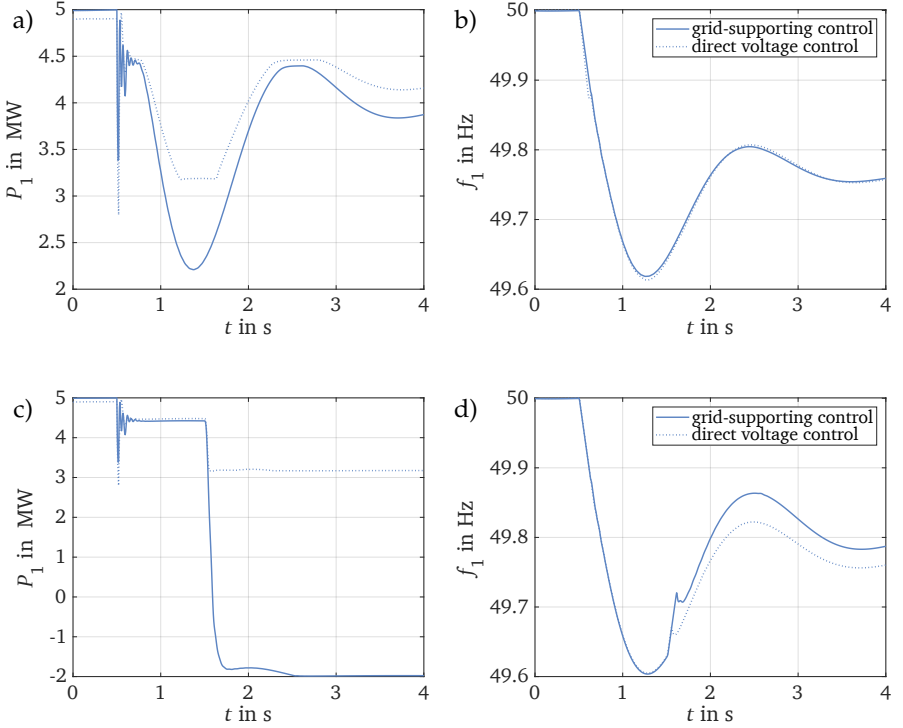 a)
5
4.5
4
3.5
3
2.5
2
P1 in MW
0
1
2
3
4
t in s
b)
50
49.9
49.8
49.7
49.6
f1 in Hz
grid-supporting control
direct voltage control
0
1
2
3
4
t in s
c)
5
4
3
5
4
0
-1
-2
P1 in MW
0
1
2
3
4
t in s
d)
50
49.9
49.8
49.7
49.6
f1 in Hz
grid-supporting control
direct voltage control
0
1
2
3
4
t in s